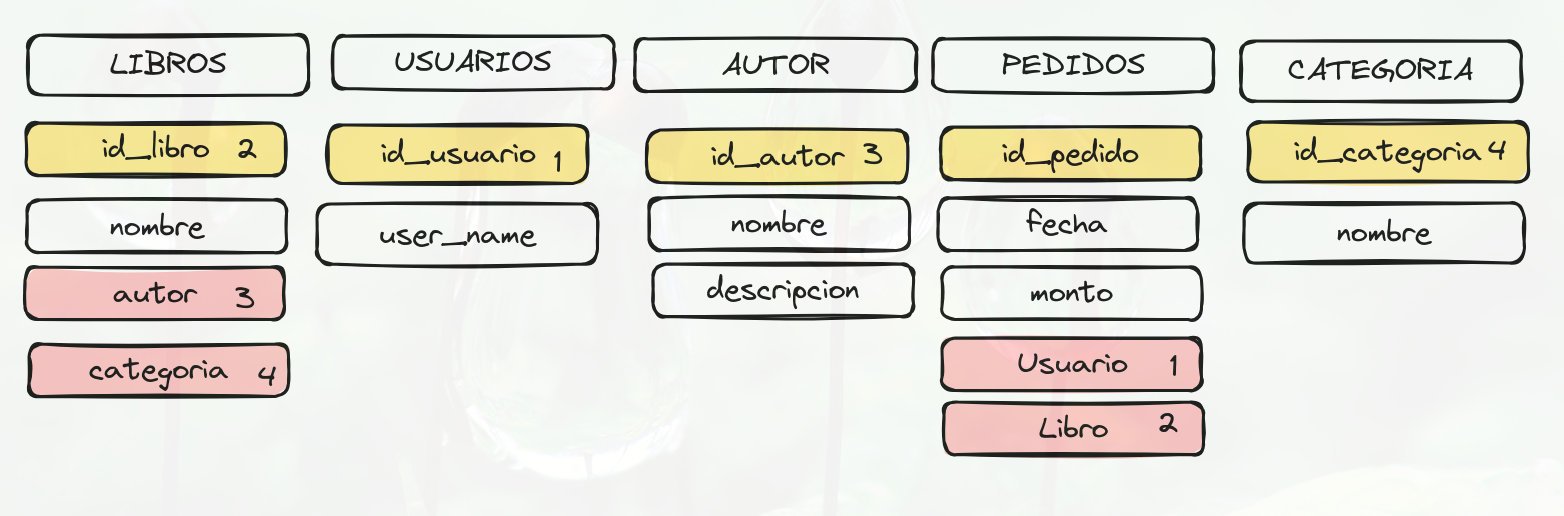 LIBROS
id_libro 2
nombre
autor 3
categoria 4
USUARIOS
id_usuario 1
user_name
AUTOR
id_autor 3
nombre
descripcion
PEDIDOS
id_pedido
fecha
monto
Usuario 1
Libro 2
CATEGORIA
id_categoria 4
nombre